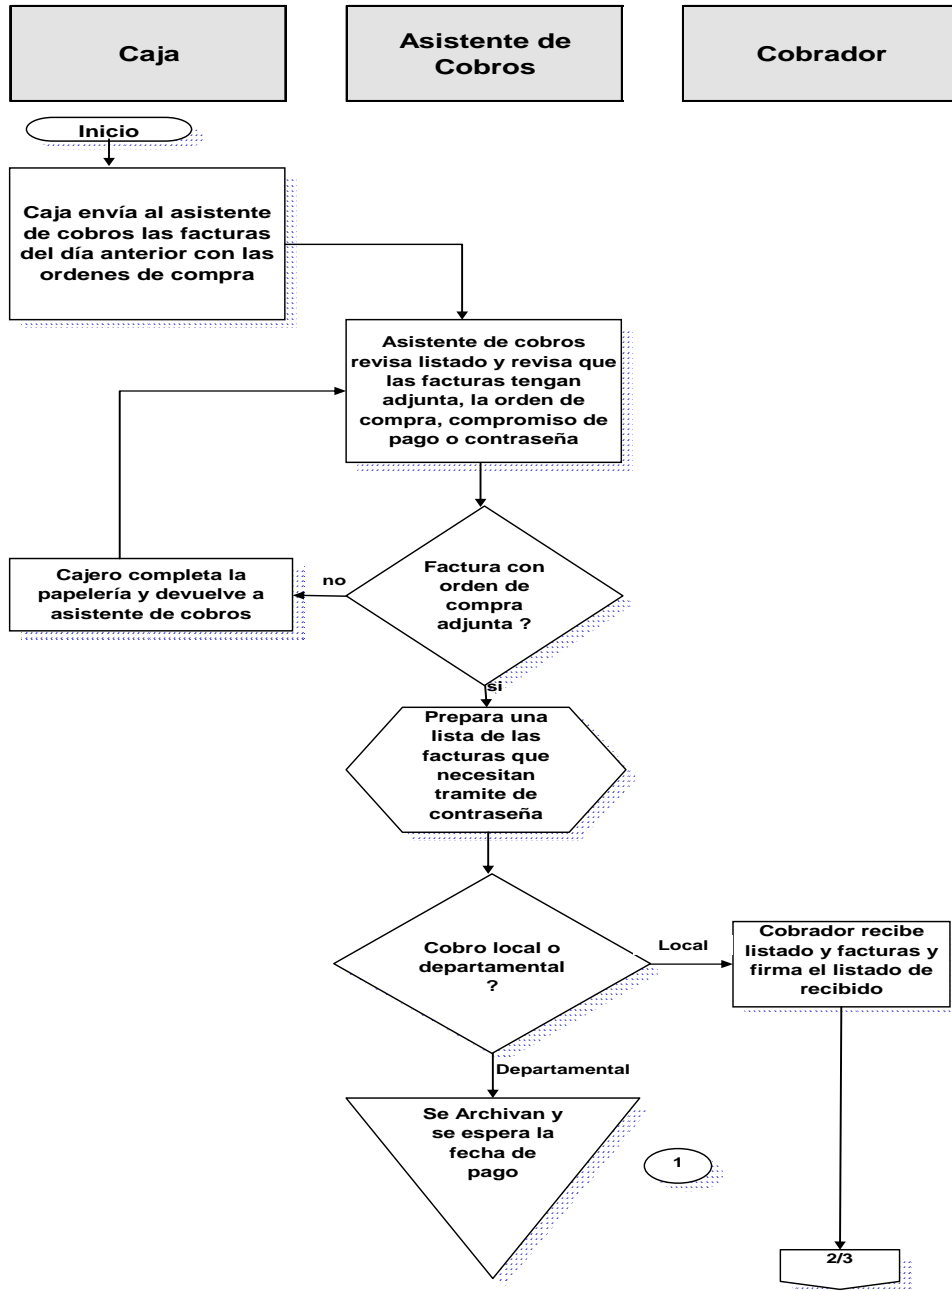 Caja
Asistente de
Cobros
Cobrador
Inicio
Caja envía al asistente
de cobros las facturas
del día anterior con las
ordenes de compra
Asistente de cobros
revisa listado y revisa que
las facturas tengan
adjunta, la orden de
compra, compromiso de
pago o contraseña
Cajero completa la
papelería y devuelve a
asistente de cobros
no
Factura con
orden de
compra
adjunta ?
si
Prepara una
lista de las
facturas que
necesitan
tramite de
contraseña
Cobro local o
departamental
?
Local
Cobrador recibe
listado y facturas y
firma el listado de
recibido
Departamental
Se Archivan y
se espera la
fecha de
pago
1
2/3